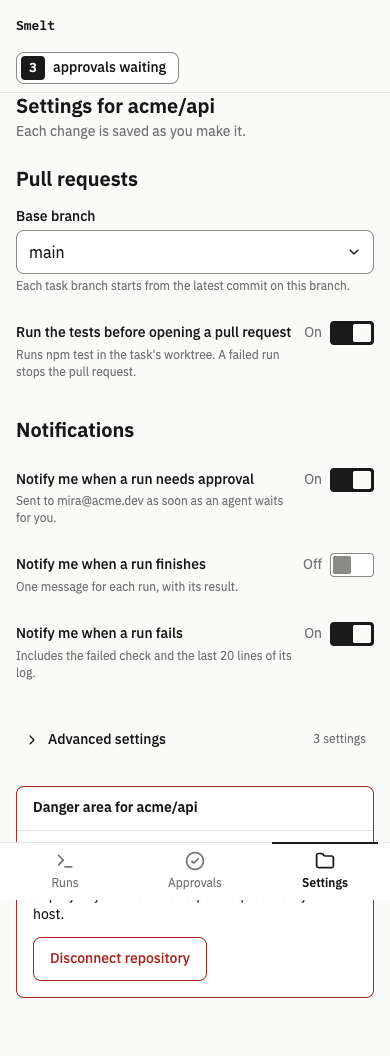 Smelt
3 approvals waiting
Settings for acme/api
Each change is saved as you make it.
Pull requests
Base branch
main
Each task branch starts from the latest commit on this branch.
Run the tests before opening a pull request On
Runs npm test in the task's worktree. A failed run
stops the pull request.
Notifications
Notify me when a run needs approval On
Sent to mira@acme.dev as soon as an agent waits
for you.
Notify me when a run finishes Off
One message for each run, with its result.
Notify me when a run fails On
Includes the failed check and the last 20 lines of its
log.
Advanced settings 3 settings
Danger area for acme/api
Runs Approvals Settings
host.
Disconnect repository